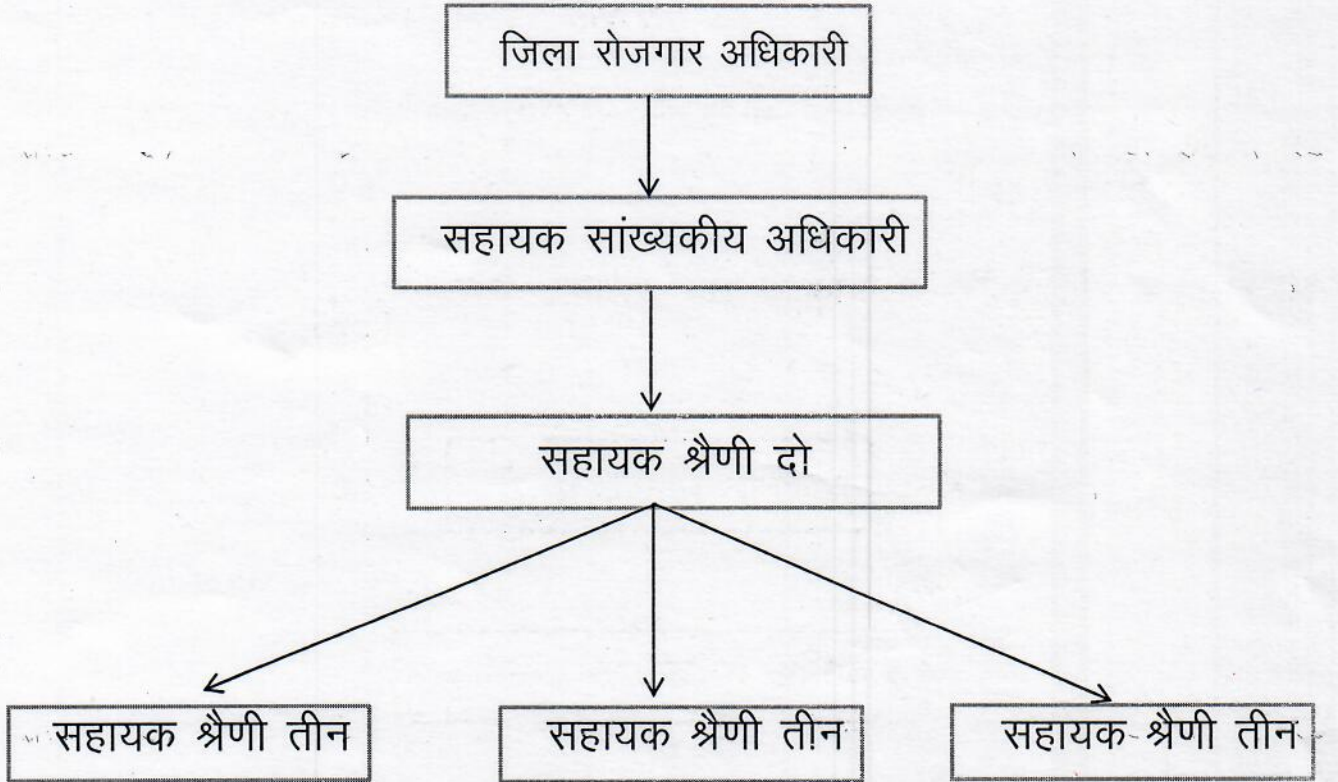 जिला रोजगार अधिकारी
सहायक सांख्यकीय अधिकारी
सहायक श्रैणी दो
सहायक श्रैणी तीन
सहायक श्रैणी तीन
सहायक श्रैणी तीन